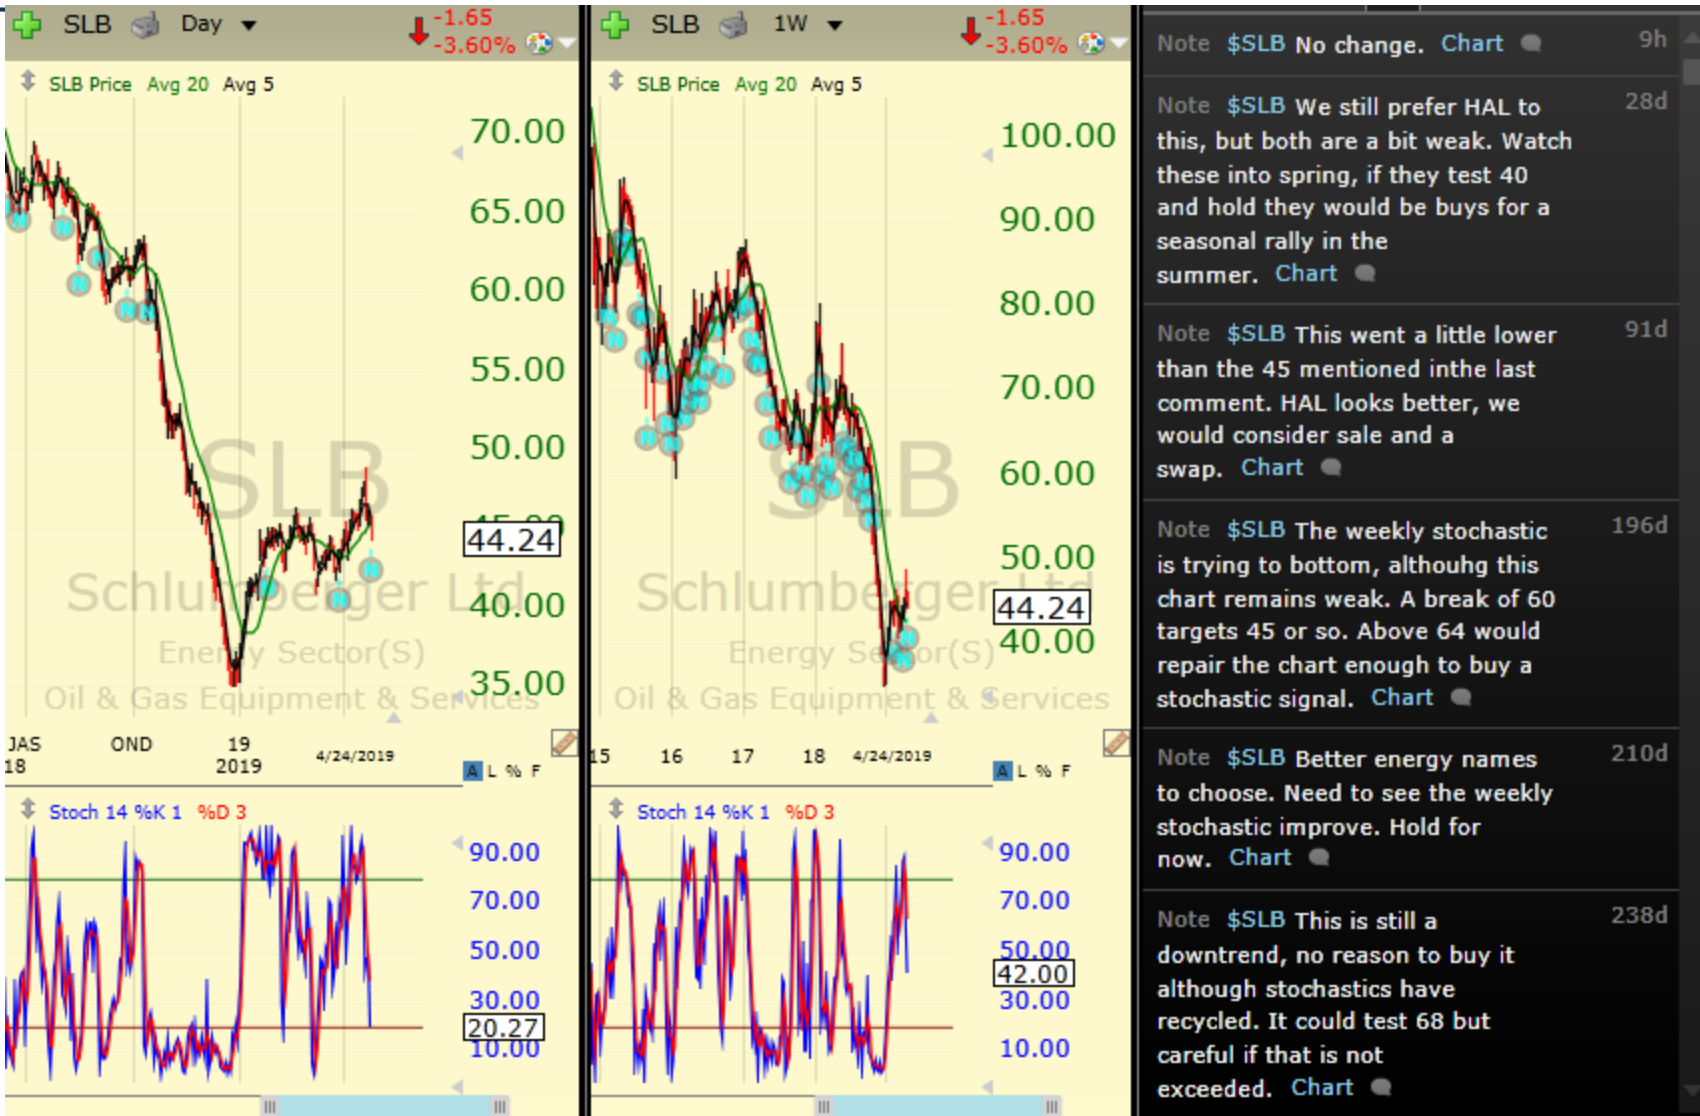 SLB Day -1.65
-3.60%
SLB Price Avg 20 Avg 5
70.00
65.00
60.00
55.00
50.00
45.00
44.24
40.00
35.00
SLB
Schlumberger Ltd
Energy Sector(S)
Oil & Gas Equipment & Services
JAS OND 19 4/24/2019
18 2019
A L % F
Stoch 14 %K 1 %D 3
90.00
70.00
50.00
30.00
20.27
10.00
SLB 1W -1.65
-3.60%
SLB Price Avg 20 Avg 5
100.00
90.00
80.00
70.00
60.00
50.00
44.24
40.00
SLB
Schlumberger Ltd
Energy Sector(S)
Oil & Gas Equipment & Services
15 16 17 18 4/24/2019
A L % F
Stoch 14 %K 1 %D 3
90.00
70.00
50.00
42.00
30.00
10.00
Note $SLB No change. Chart 9h
Note $SLB We still prefer HAL to 28d
this, but both are a bit weak. Watch
these into spring, if they test 40
and hold they would be buys for a
seasonal rally in the
summer. Chart
Note $SLB This went a little lower 91d
than the 45 mentioned inthe last
comment. HAL looks better, we
would consider sale and a
swap. Chart
Note $SLB The weekly stochastic 196d
is trying to bottom, althouhg this
chart remains weak. A break of 60
targets 45 or so. Above 64 would
repair the chart enough to buy a
stochastic signal. Chart
Note $SLB Better energy names 210d
to choose. Need to see the weekly
stochastic improve. Hold for
now. Chart
Note $SLB This is still a 238d
downtrend, no reason to buy it
although stochastics have
recycled. It could test 68 but
careful if that is not
exceeded. Chart